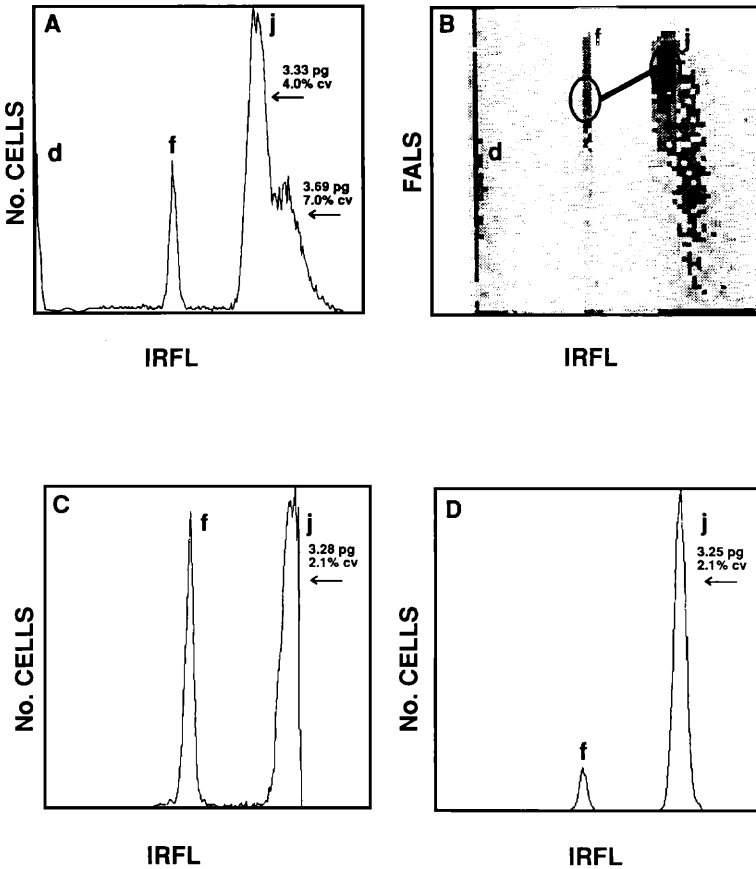 A
j
3.33 pg
4.0% cv
d
f
3.69 pg
7.0% cv
No. CELLS
IRFL
B
f
j
d
FALS
IRFL
C
f
j
3.28 pg
2.1% cv
No. CELLS
IRFL
D
j
3.25 pg
2.1% cv
f
No. CELLS
IRFL